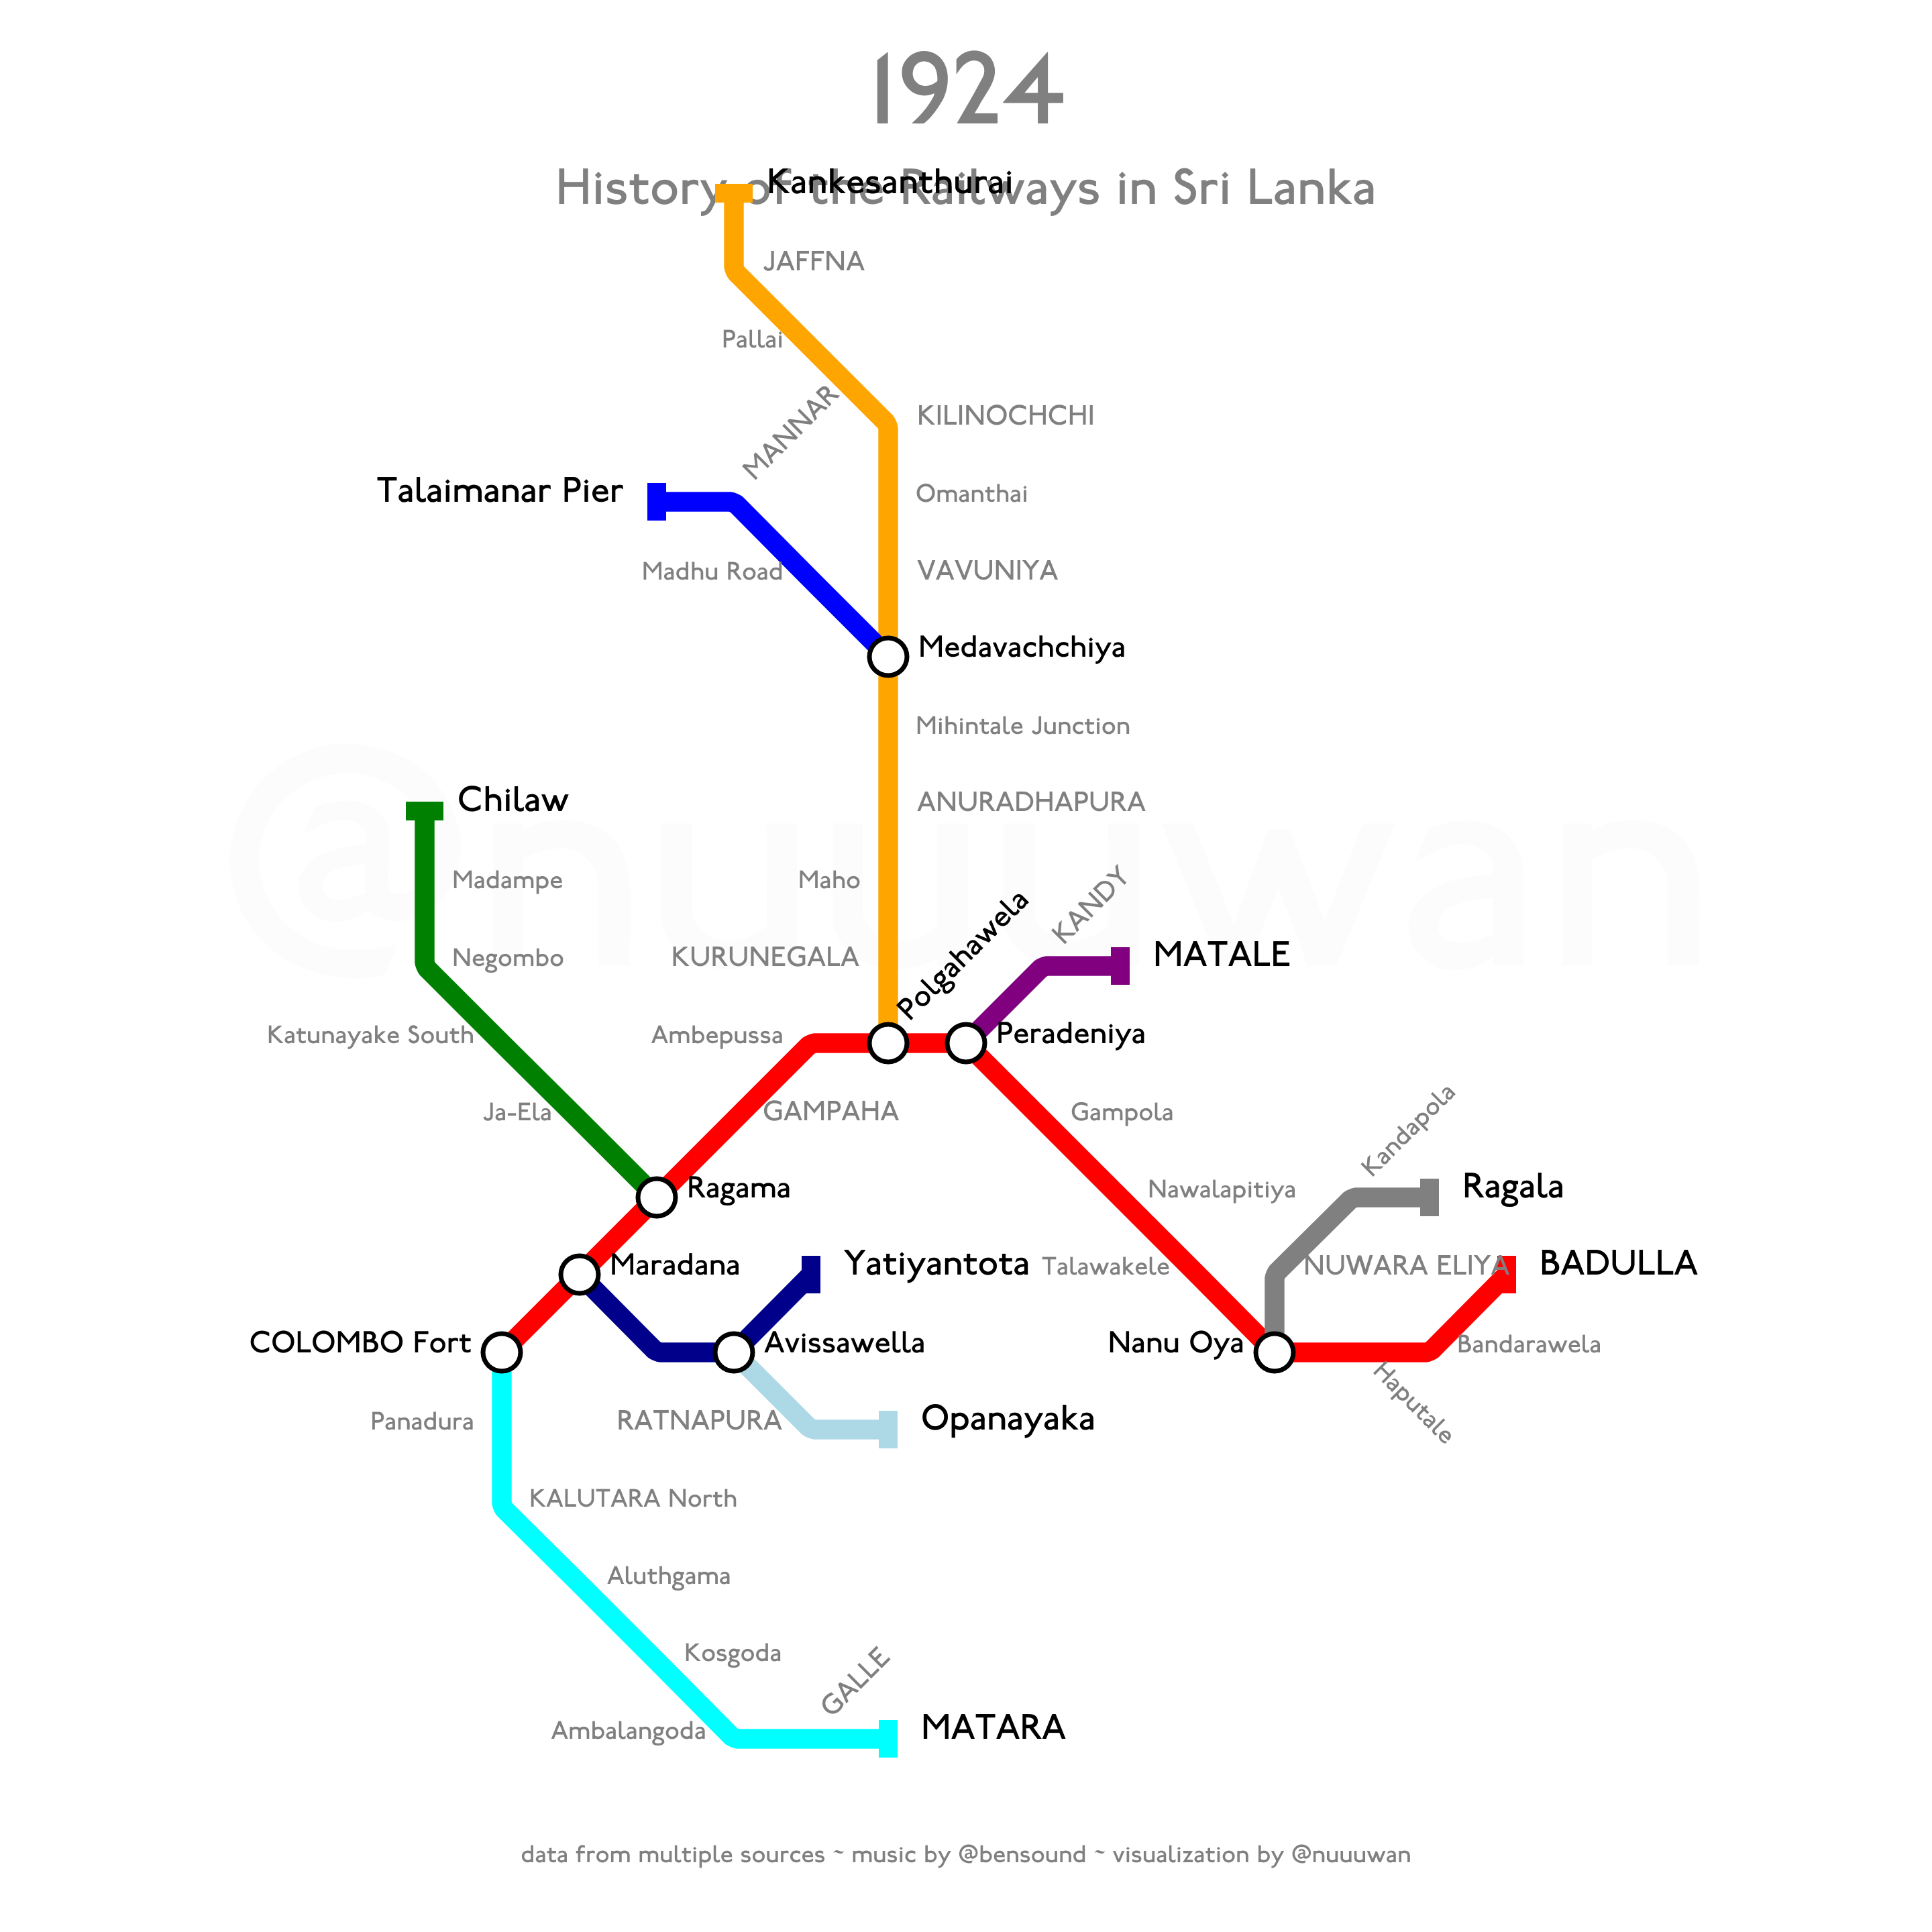 1924
History of the Railways in Sri Lanka
Kankesanthurai
JAFFNA
Pallai
MANNAR
KILINOCHCHI
Talaimanar Pier
Omanthai
Madhu Road
VAVUNIYA
Medavachchiya
Mihintale Junction
Chilaw
ANURADHAPURA
@nuuuwan
Madampe
Maho
KANDY
Polgahawela
Negombo
KURUNEGALA
MATALE
Katunayake South
Ambepussa
Peradeniya
Ja-Ela
GAMPAHA
Gampola
Kandapola
Ragama
Nawalapitiya
Ragala
Maradana
Yatiyantota
Talawakele
NUWARA ELIYA
BADULLA
COLOMBO Fort
Avissawella
Nanu Oya
Bandarawela
Haputale
Panadura
RATNAPURA
Opanayaka
KALUTARA North
Aluthgama
Kosgoda
GALLE
Ambalangoda
MATARA
data from multiple sources ~ music by @bensound ~ visualization by @nuuuwan